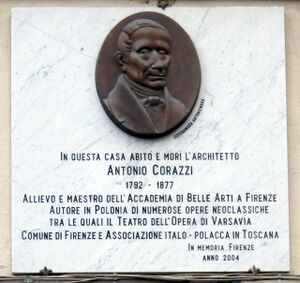 IN QUESTA CASA ABITÒ E MORÌ L'ARCHITETTO
ANTONIO CORAZZI
1792 - 1877
ALLIEVO E MAESTRO DELL'ACCADEMIA DI BELLE ARTI A FIRENZE
AUTORE IN POLONIA DI NUMEROSE OPERE NEOCLASSICHE
TRA LE QUALI IL TEATRO DELL'OPERA DI VARSAVIA
COMUNE DI FIRENZE E ASSOCIAZIONE ITALO - POLACCA IN TOSCANA
IN MEMORIA, FIRENZE
ANNO 2004